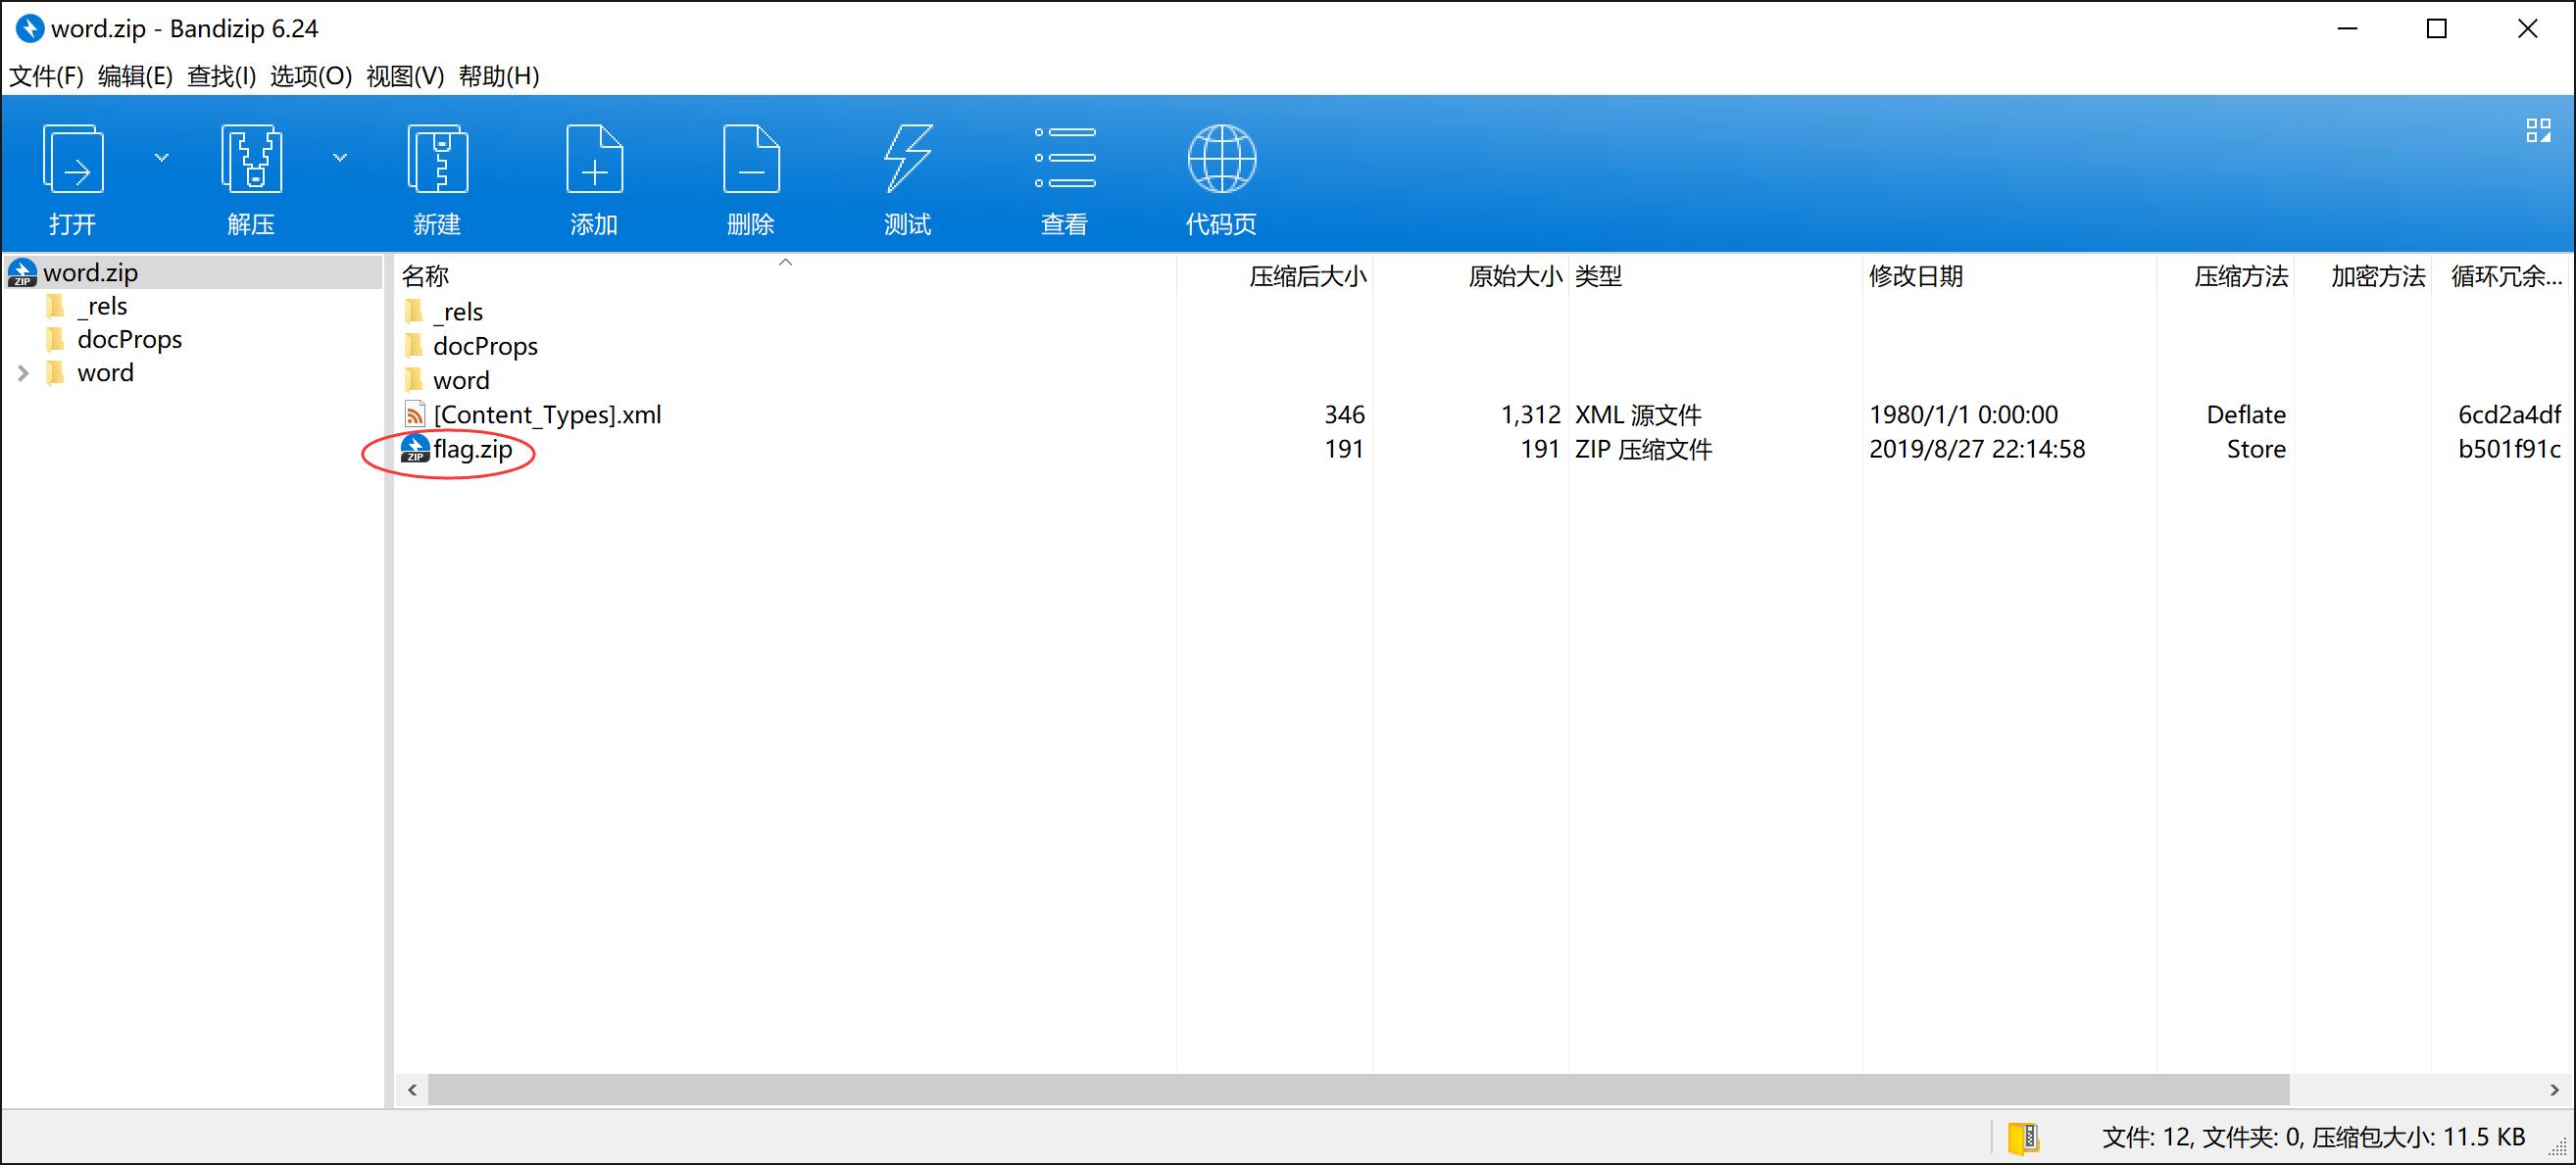 word.zip - Bandizip 6.24
文件(F) 编辑(E) 查找(I) 选项(O) 视图(V) 帮助(H)
打开 解压 新建 添加 删除 测试 查看 代码页
word.zip
_rels
docProps
word
名称 压缩后大小 原始大小 类型 修改日期 压缩方法 加密方法 循环冗余...
_rels
docProps
word
[Content_Types].xml 346 1,312 XML 源文件 1980/1/1 0:00:00 Deflate 6cd2a4df
flag.zip 191 191 ZIP 压缩文件 2019/8/27 22:14:58 Store b501f91c
文件: 12, 文件夹: 0, 压缩包大小: 11.5 KB